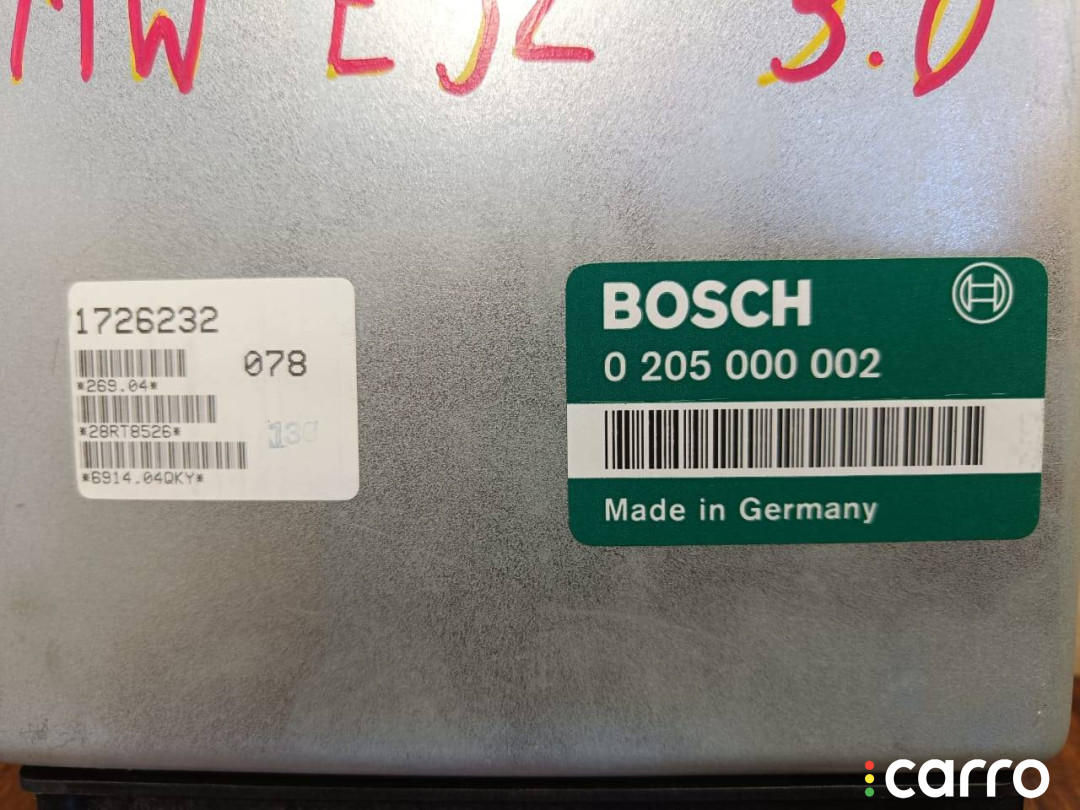 MW E32 3.0
1726232
078
*269.04*
*28RT8526*
*6914.04QKY*
BOSCH
0 205 000 002
Made in Germany
carro